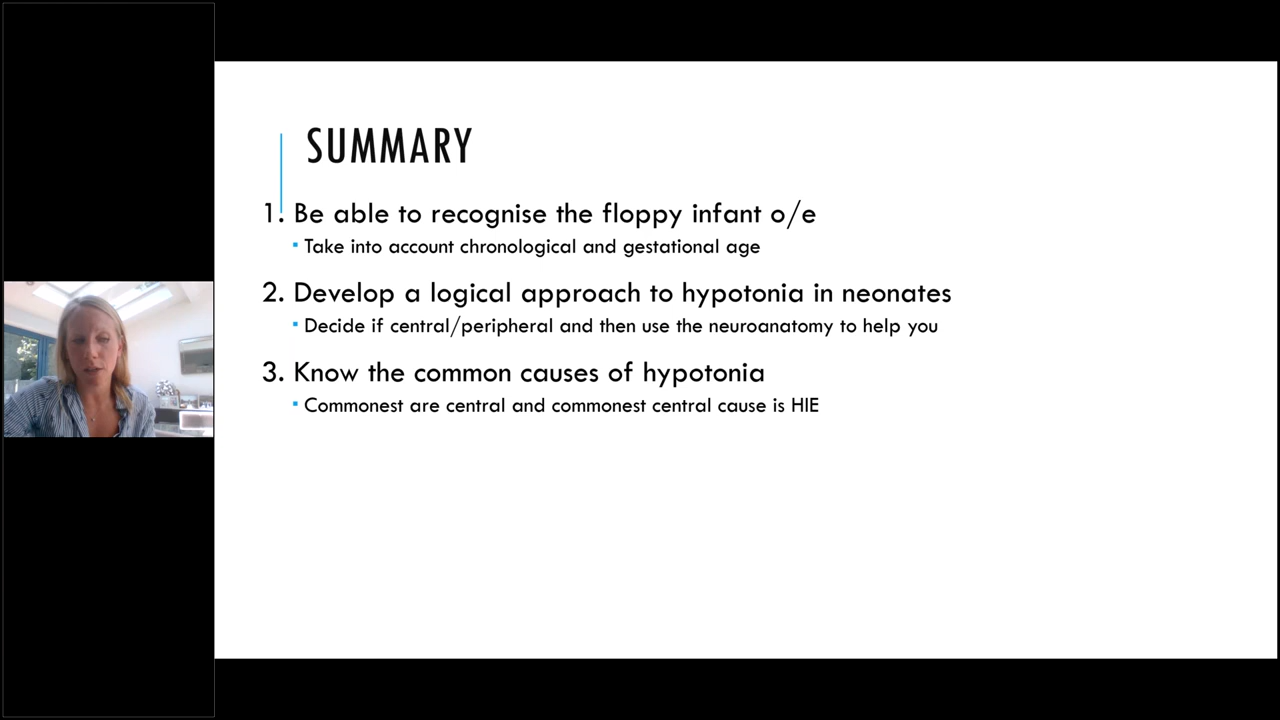 SUMMARY
1. Be able to recognise the floppy infant o/e
▪ Take into account chronological and gestational age
2. Develop a logical approach to hypotonia in neonates
▪ Decide if central/peripheral and then use the neuroanatomy to help you
3. Know the common causes of hypotonia
▪ Commonest are central and commonest central cause is HIE